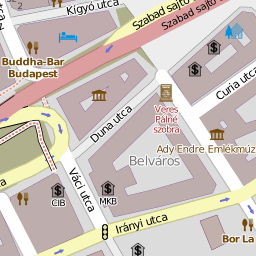 Kígyó utca
Szabad sajtó
Szabad sajtó
Buddha-Bar
Budapest
Duna utca
Curia utca
Veres
Pálné
szobra
Ady Endre Emlékmúz
Belváros
Váci utca
CIB
MKB
Irányi utca
Bor La